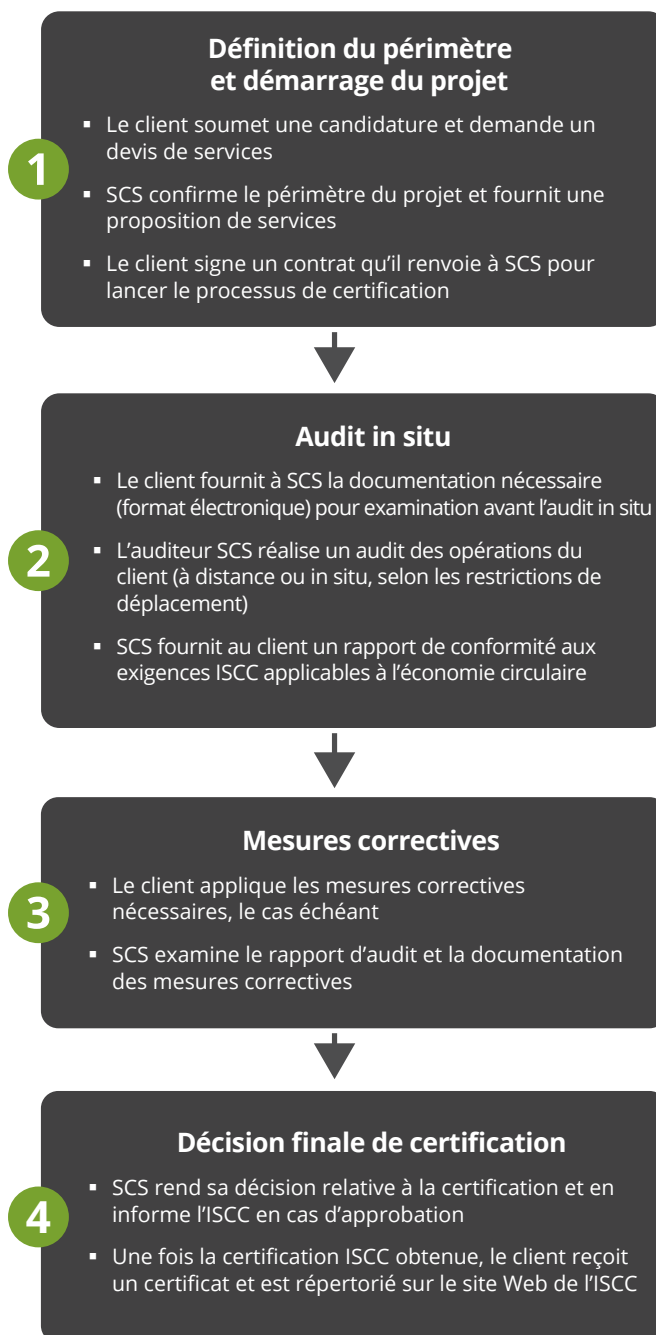 Définition du périmètre
et démarrage du projet
1
▪ Le client soumet une candidature et demande un
devis de services
▪ SCS confirme le périmètre du projet et fournit une
proposition de services
▪ Le client signe un contrat qu’il renvoie à SCS pour
lancer le processus de certification
Audit in situ
2
▪ Le client fournit à SCS la documentation nécessaire
(format électronique) pour examination avant l’audit in situ
▪ L’auditeur SCS réalise un audit des opérations du
client (à distance ou in situ, selon les restrictions de
déplacement)
▪ SCS fournit au client un rapport de conformité aux
exigences ISCC applicables à l’économie circulaire
Mesures correctives
3
▪ Le client applique les mesures correctives
nécessaires, le cas échéant
▪ SCS examine le rapport d’audit et la documentation
des mesures correctives
Décision finale de certification
4
▪ SCS rend sa décision relative à la certification et en
informe l’ISCC en cas d’approbation
▪ Une fois la certification ISCC obtenue, le client reçoit
un certificat et est répertorié sur le site Web de l’ISCC